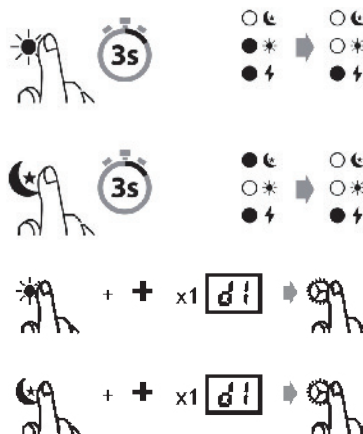 3s
3s
+ + x1 d1
+ + x1 d1